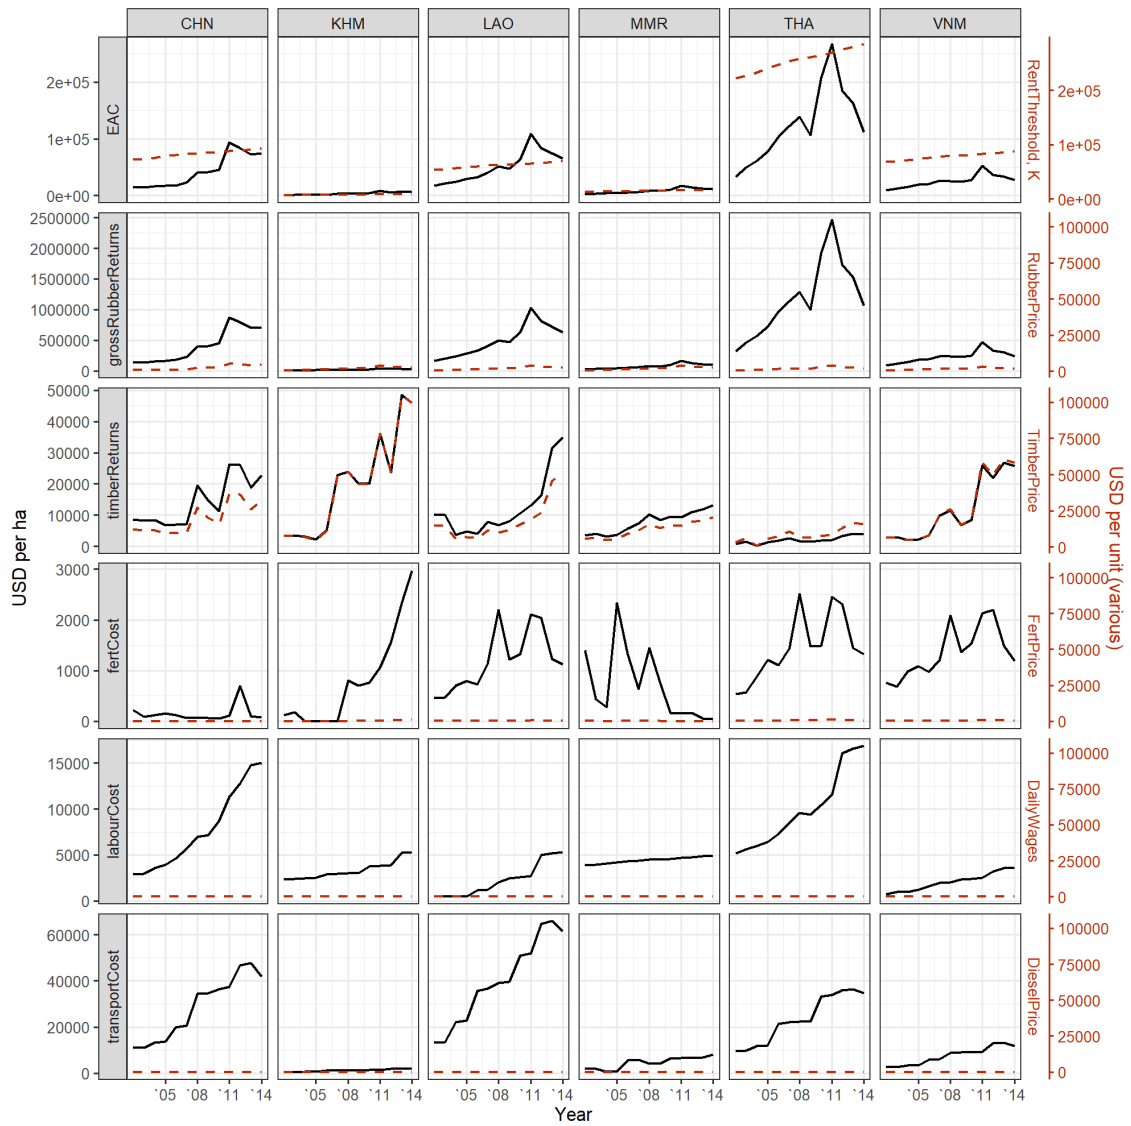 CHN KHM LAO MMR THA VNM
USD per ha
USD per unit (various)
EAC
2e+05
1e+05
0e+00
RentThreshold, K
2e+05
1e+05
0e+00
grossRubberReturns
2500000
2000000
1500000
1000000
500000
0
RubberPrice
100000
75000
50000
25000
0
timberReturns
50000
40000
30000
20000
10000
0
TimberPrice
100000
75000
50000
25000
0
fertCost
3000
2000
1000
0
FertPrice
100000
75000
50000
25000
0
labourCost
15000
10000
5000
0
DailyWages
100000
75000
50000
25000
0
transportCost
60000
40000
20000
0
DieselPrice
100000
75000
50000
25000
0
`05 `08 `11 `14 `05 `08 `11 `14 `05 `08 `11 `14 `05 `08 `11 `14 `05 `08 `11 `14 `05 `08 `11 `14
Year